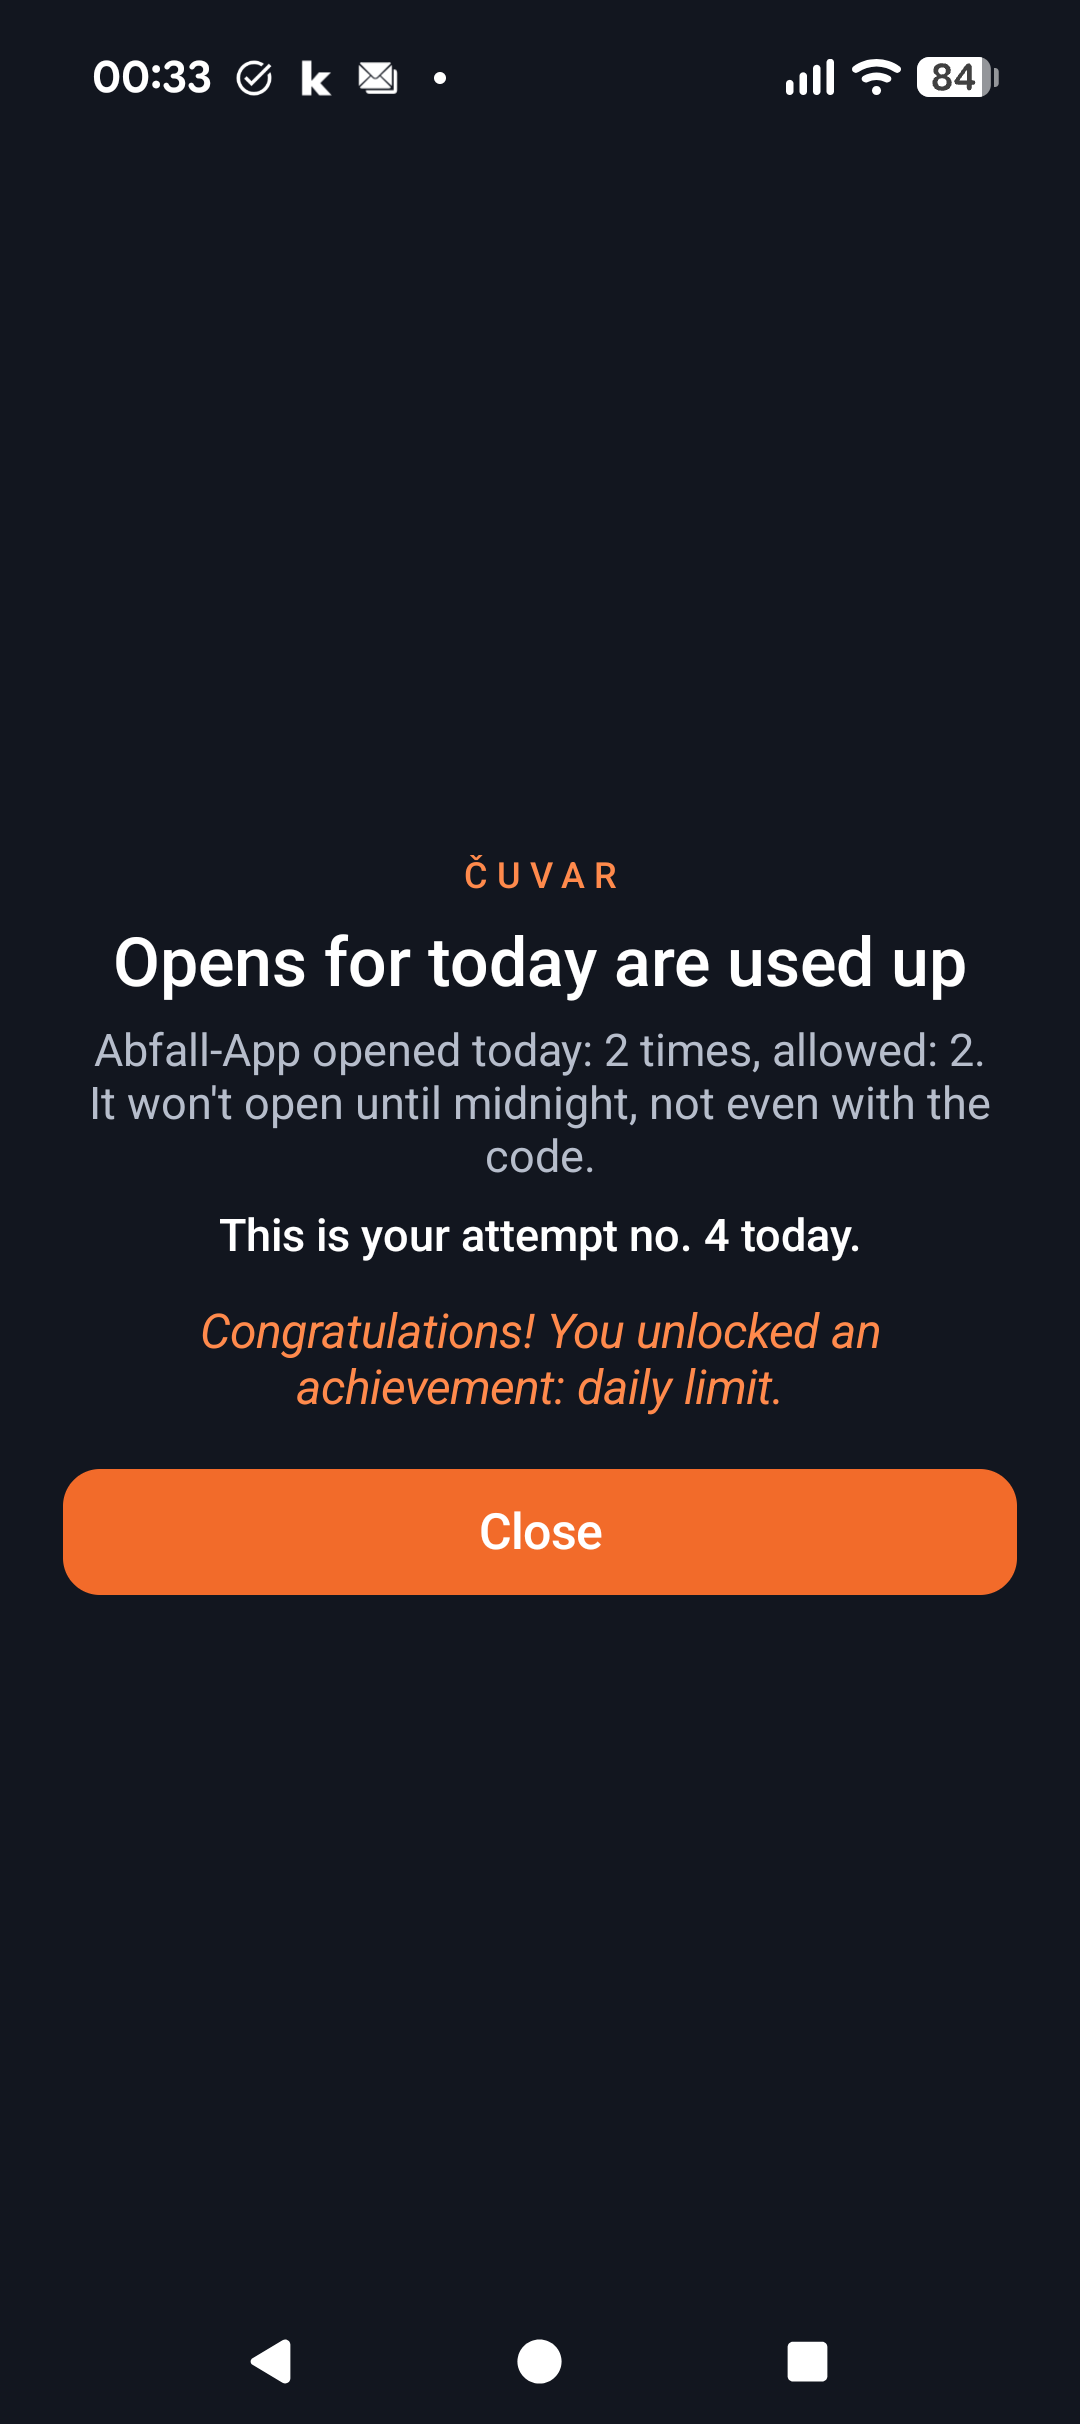 00:33
84
ČUVAR
Opens for today are used up
Abfall-App opened today: 2 times, allowed: 2.
It won't open until midnight, not even with the
code.
This is your attempt no. 4 today.
Congratulations! You unlocked an
achievement: daily limit.
Close